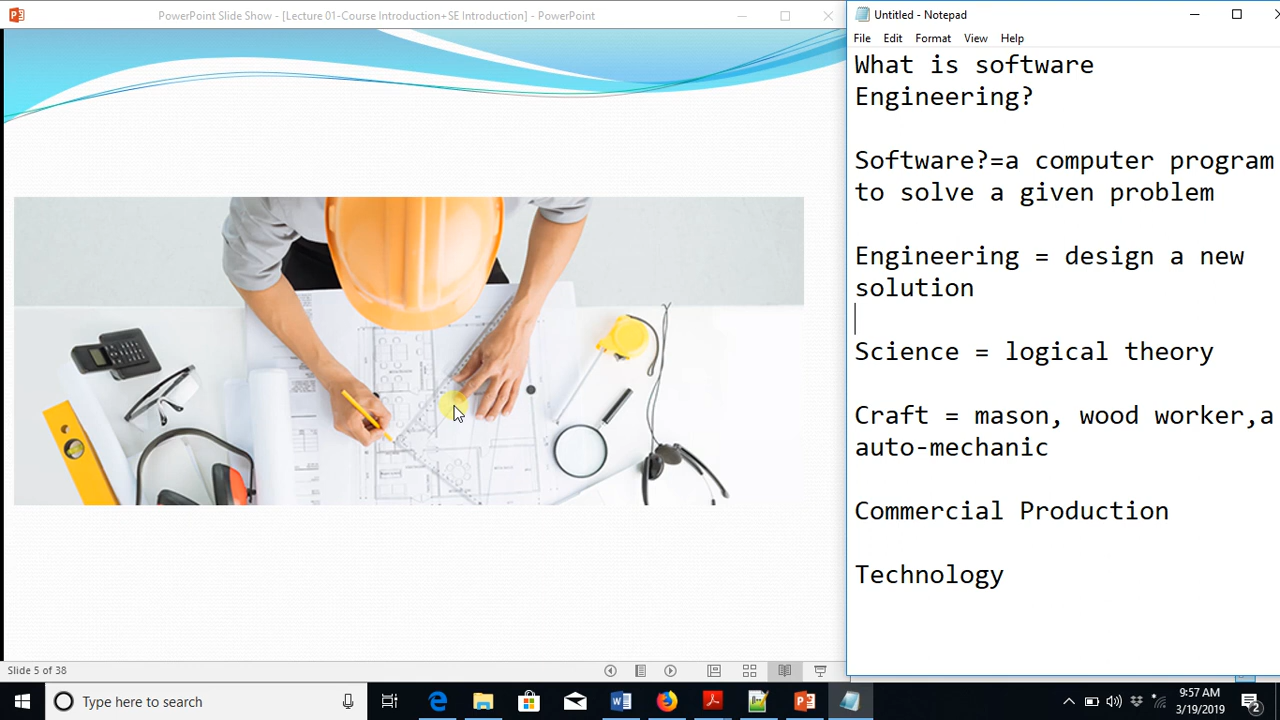 PowerPoint Slide Show - [Lecture 01-Course Introduction+SE Introduction] - PowerPoint
Untitled - Notepad
File Edit Format View Help
What is software
Engineering?
Software?=a computer program
to solve a given problem
Engineering = design a new
solution
Science = logical theory
Craft = mason, wood worker,a
auto-mechanic
Commercial Production
Technology
Slide 5 of 38
Type here to search
9:57 AM
3/19/2019
2